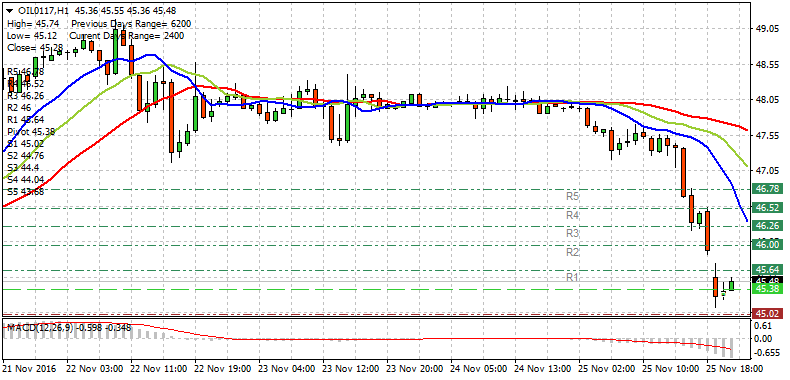 OIL0117,H1 45.36 45.55 45.36 45.48
High= 45.74 Previous Days Range= 6200
Low= 45.12 Current Days Range= 2400
Close= 45.28
R5 46.78
R4 46.52
R3 46.26
R2 46
R1 45.64
Pivot 45.38
S1 45.02
S2 44.76
S3 44.4
S4 44.04
S5 43.68
R5
R4
R3
R2
R1
49.05
48.55
48.05
47.55
47.05
46.78
46.52
46.26
46.00
45.64
45.48
45.38
45.02
MACD(12,26,9) -0.598 -0.348
0.61
0.00
-0.655
21 Nov 2016
22 Nov 03:00
22 Nov 11:00
22 Nov 19:00
23 Nov 04:00
23 Nov 12:00
23 Nov 20:00
24 Nov 05:00
24 Nov 13:00
25 Nov 02:00
25 Nov 10:00
25 Nov 18:00